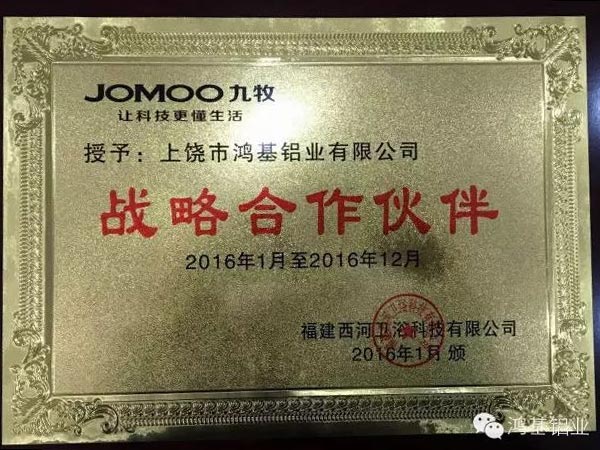 JOMOO九牧
让科技更懂生活
授予：上饶市鸿基铝业有限公司
战略合作伙伴
2016年1月至2016年12月
福建西河卫浴科技有限公司
2016年1月 颁
鸿基铝业